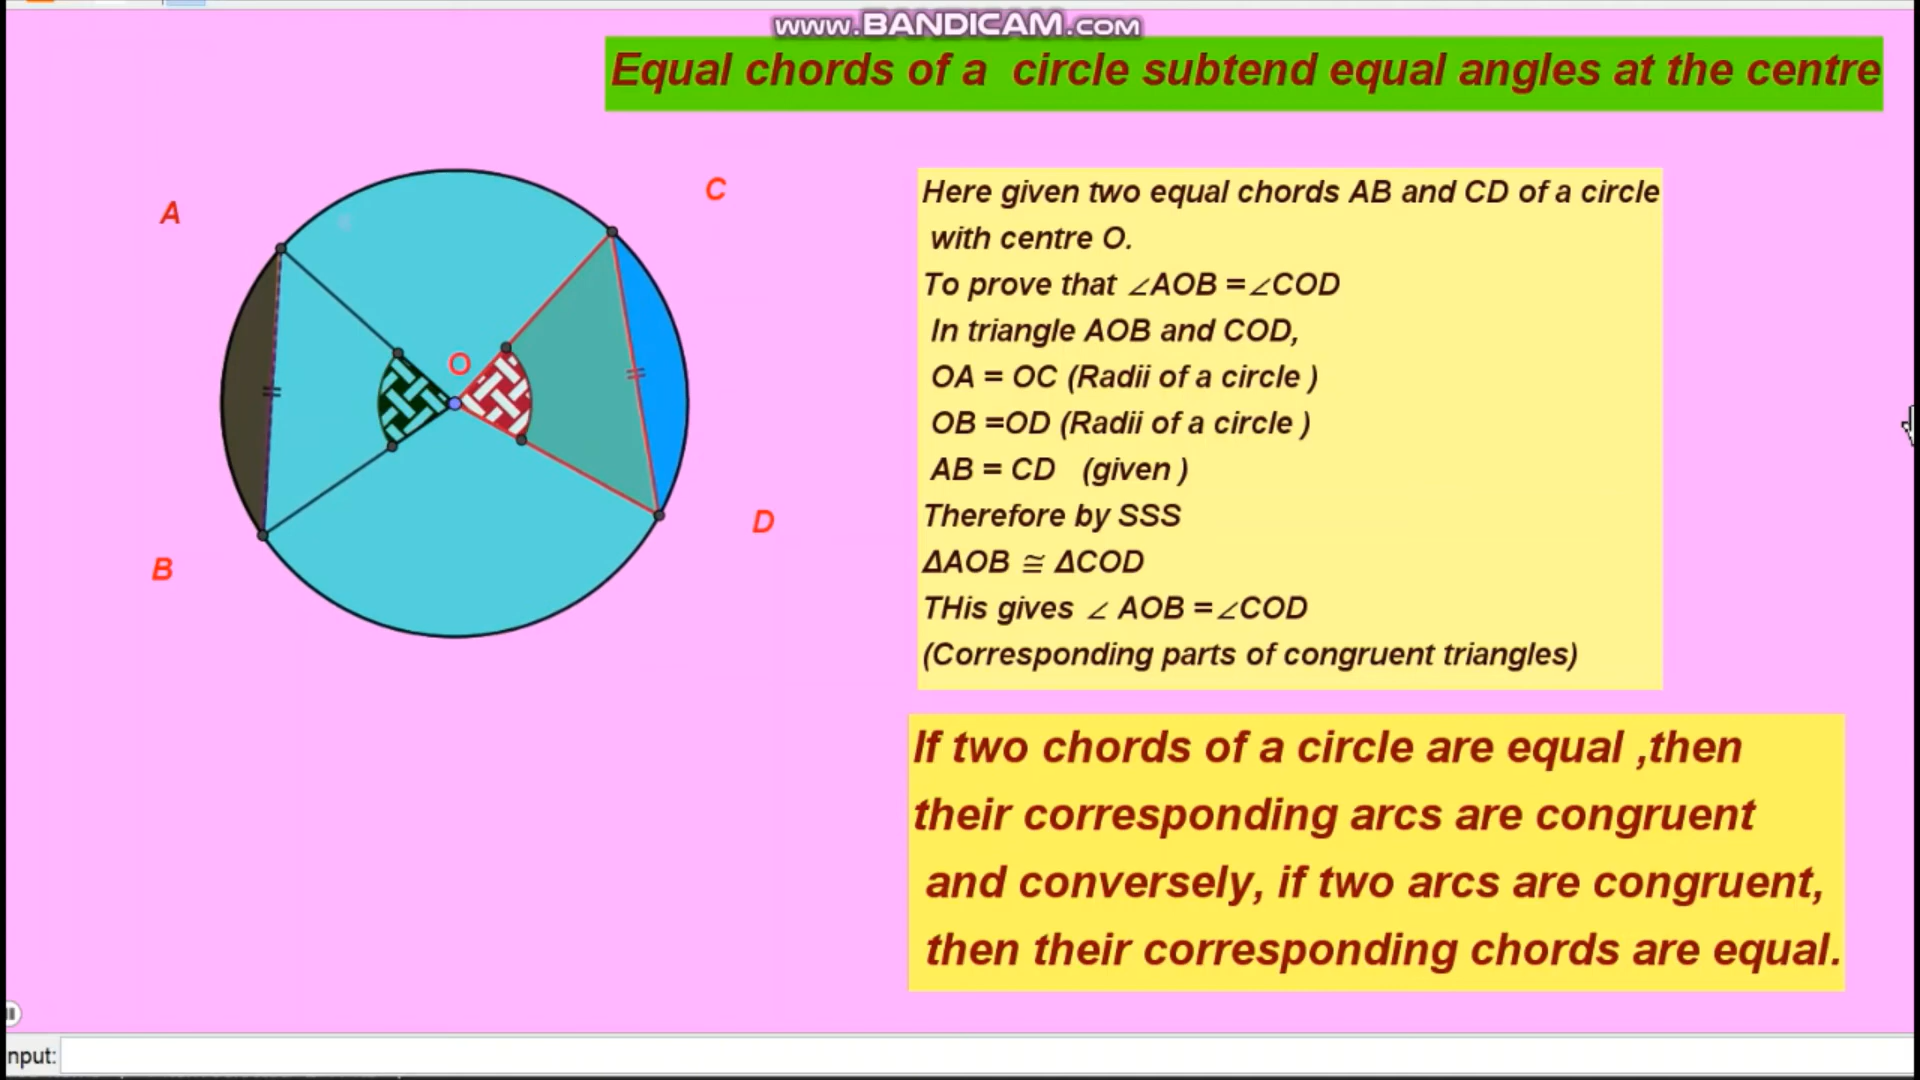 www.BANDICAM.com
Equal chords of a circle subtend equal angles at the centre
A
C
O
B
D
Here given two equal chords AB and CD of a circle
with centre O.
To prove that ∠AOB =∠COD
In triangle AOB and COD,
OA = OC (Radii of a circle )
OB =OD (Radii of a circle )
AB = CD (given )
Therefore by SSS
ΔAOB ≅ ΔCOD
THis gives ∠ AOB =∠COD
(Corresponding parts of congruent triangles)
If two chords of a circle are equal ,then
their corresponding arcs are congruent
and conversely, if two arcs are congruent,
then their corresponding chords are equal.
nput: